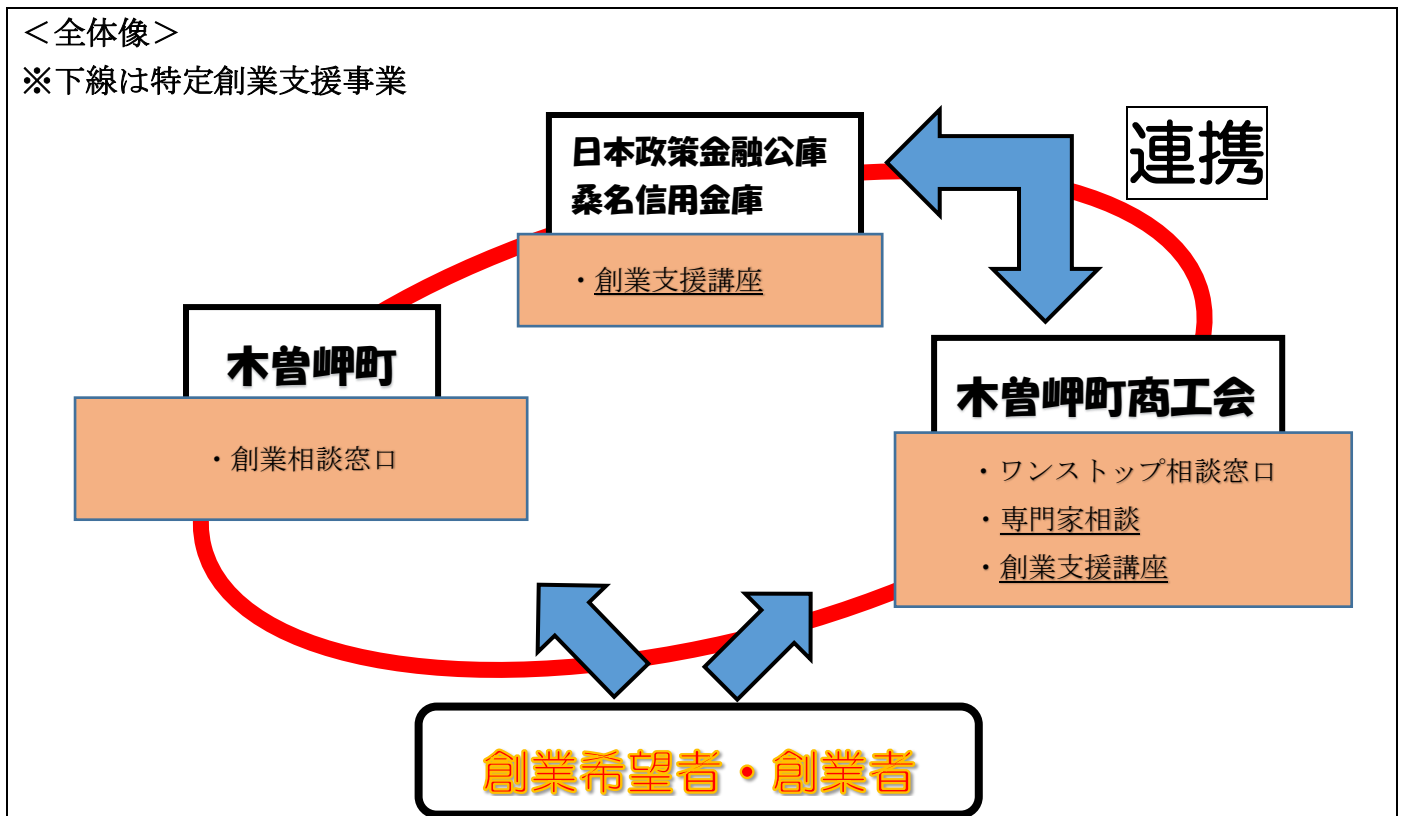 ＜全体像＞
※下線は特定創業支援事業
日本政策金融公庫
桑名信用金庫
・創業支援講座
連携
木曽岬町
・創業相談窓口
木曽岬町商工会
・ワンストップ相談窓口
・専門家相談
・創業支援講座
創業希望者・創業者